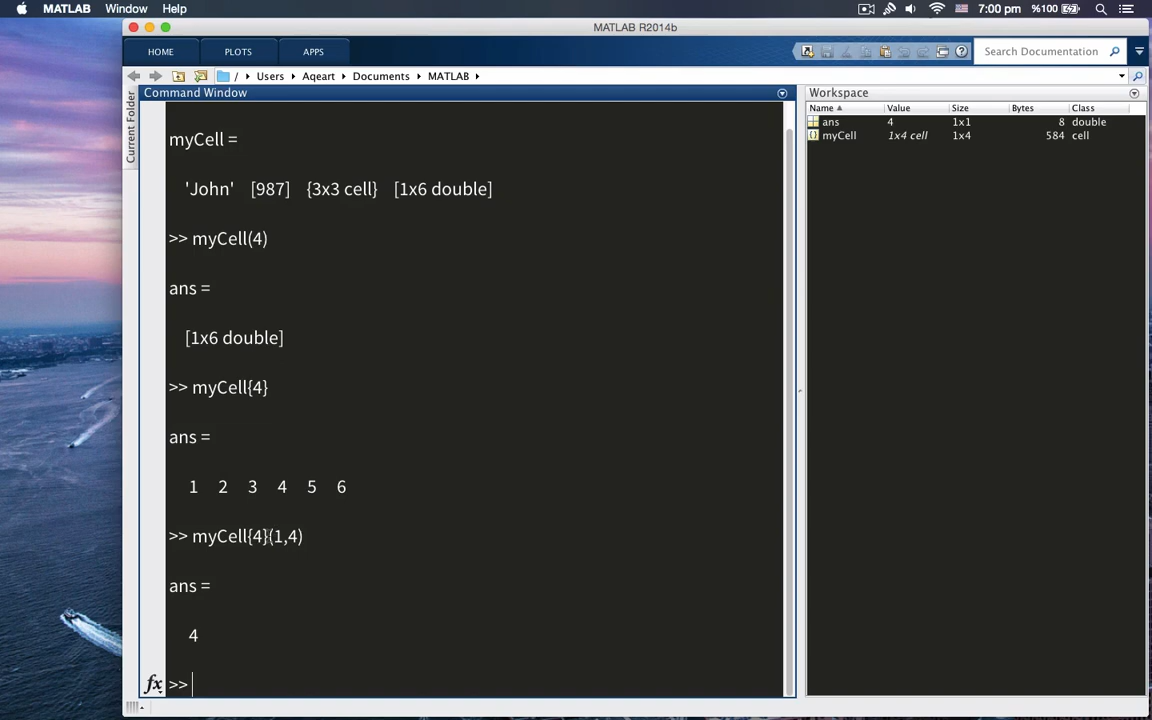 MATLAB Window Help 7:00 pm %100
MATLAB R2014b
HOME PLOTS APPS Search Documentation
/ Users Aqeart Documents MATLAB
Current Folder
Command Window
myCell =
'John' [987] {3x3 cell} [1x6 double]
>> myCell(4)
ans =
[1x6 double]
>> myCell{4}
ans =
1 2 3 4 5 6
>> myCell{4}(1,4)
ans =
4
fx >>
Workspace
Name Value Size Bytes Class
ans 4 1x1 8 double
myCell 1x4 cell 1x4 584 cell